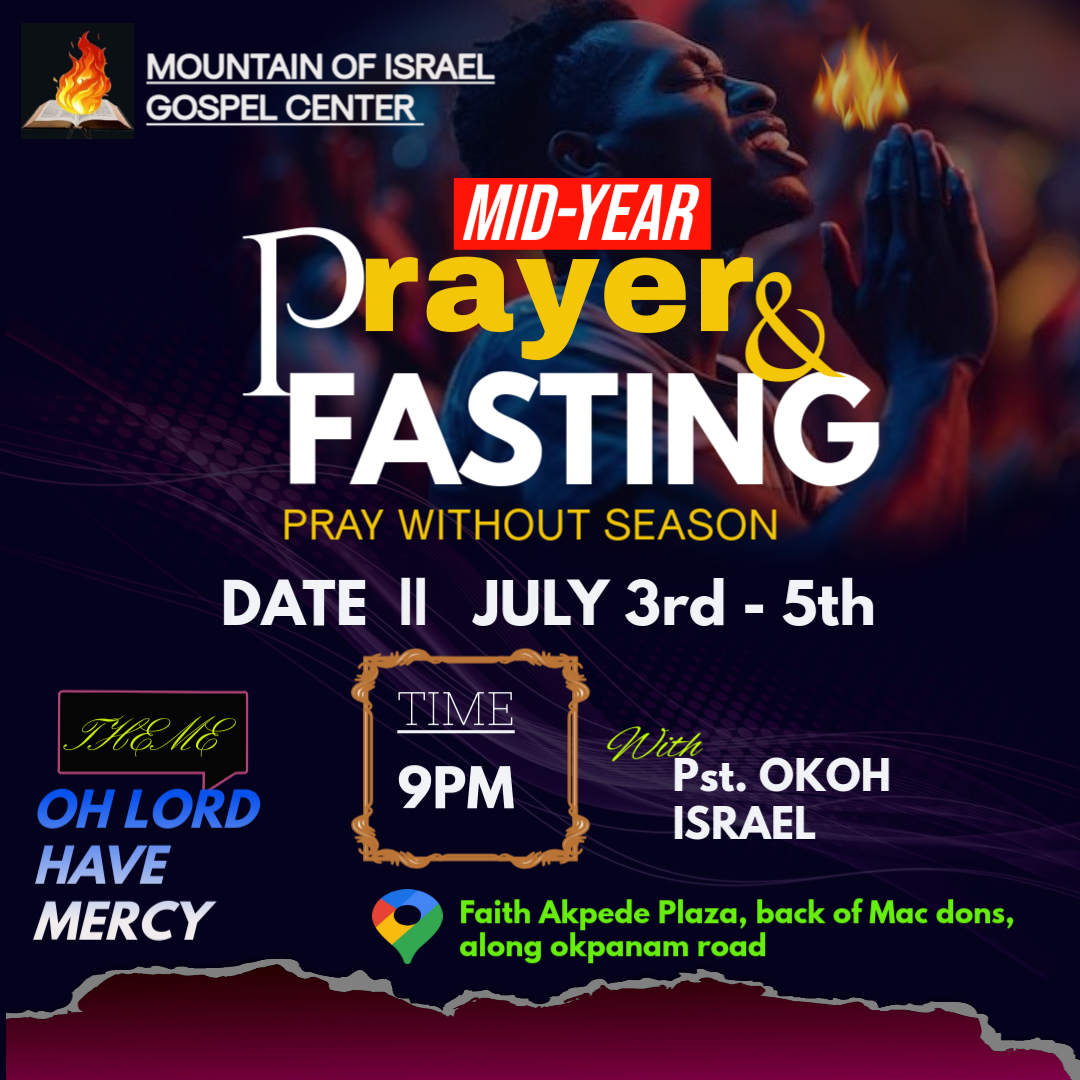 MOUNTAIN OF ISRAEL
GOSPEL CENTER
MID-YEAR
Prayer &
FASTING
PRAY WITHOUT SEASON
DATE || JULY 3rd - 5th
THEME
OH LORD
HAVE
MERCY
TIME
9PM
With
Pst. OKOH
ISRAEL
Faith Akpede Plaza, back of Mac dons,
along okpanam road